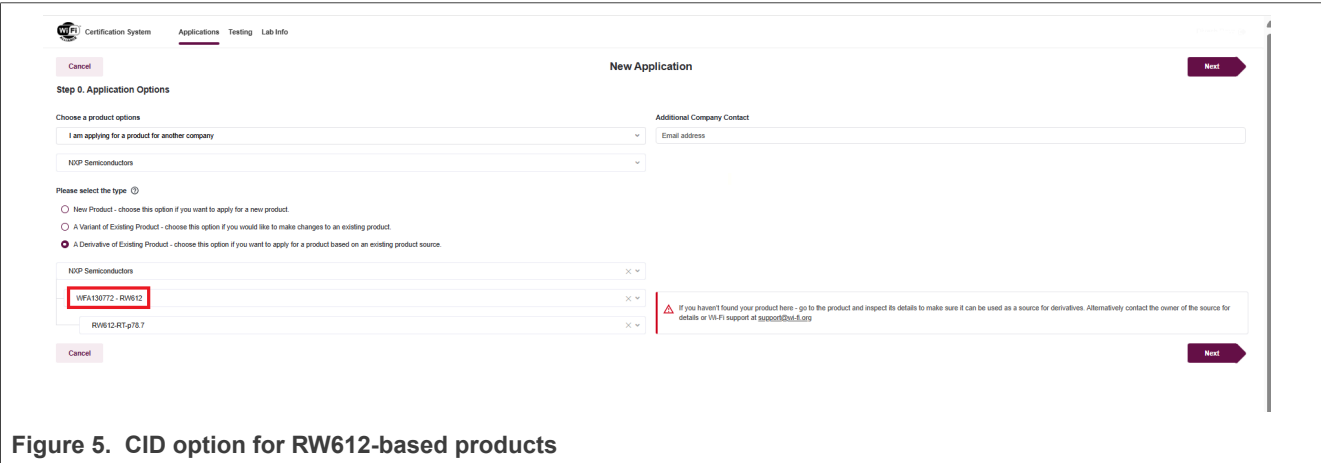 Wi Fi Certification System Applications Testing Lab Info
Cancel New Application Next
Step 0. Application Options
Choose a product options Additional Company Contact
I am applying for a product for another company Email address
NXP Semiconductors
Please select the type ?
New Product - choose this option if you want to apply for a new product.
A Variant of Existing Product - choose this option if you would like to make changes to an existing product.
A Derivative of Existing Product - choose this option if you want to apply for a product based on an existing product source.
NXP Semiconductors
WFA130772 - RW612
If you haven't found your product here - go to the product and inspect its details to make sure it can be used as a source for derivatives. Alternatively contact the owner of the source for
details or Wi-Fi support at support@wi-fi.org
RW612-RT-p78.7
Cancel Next
Figure 5. CID option for RW612-based products